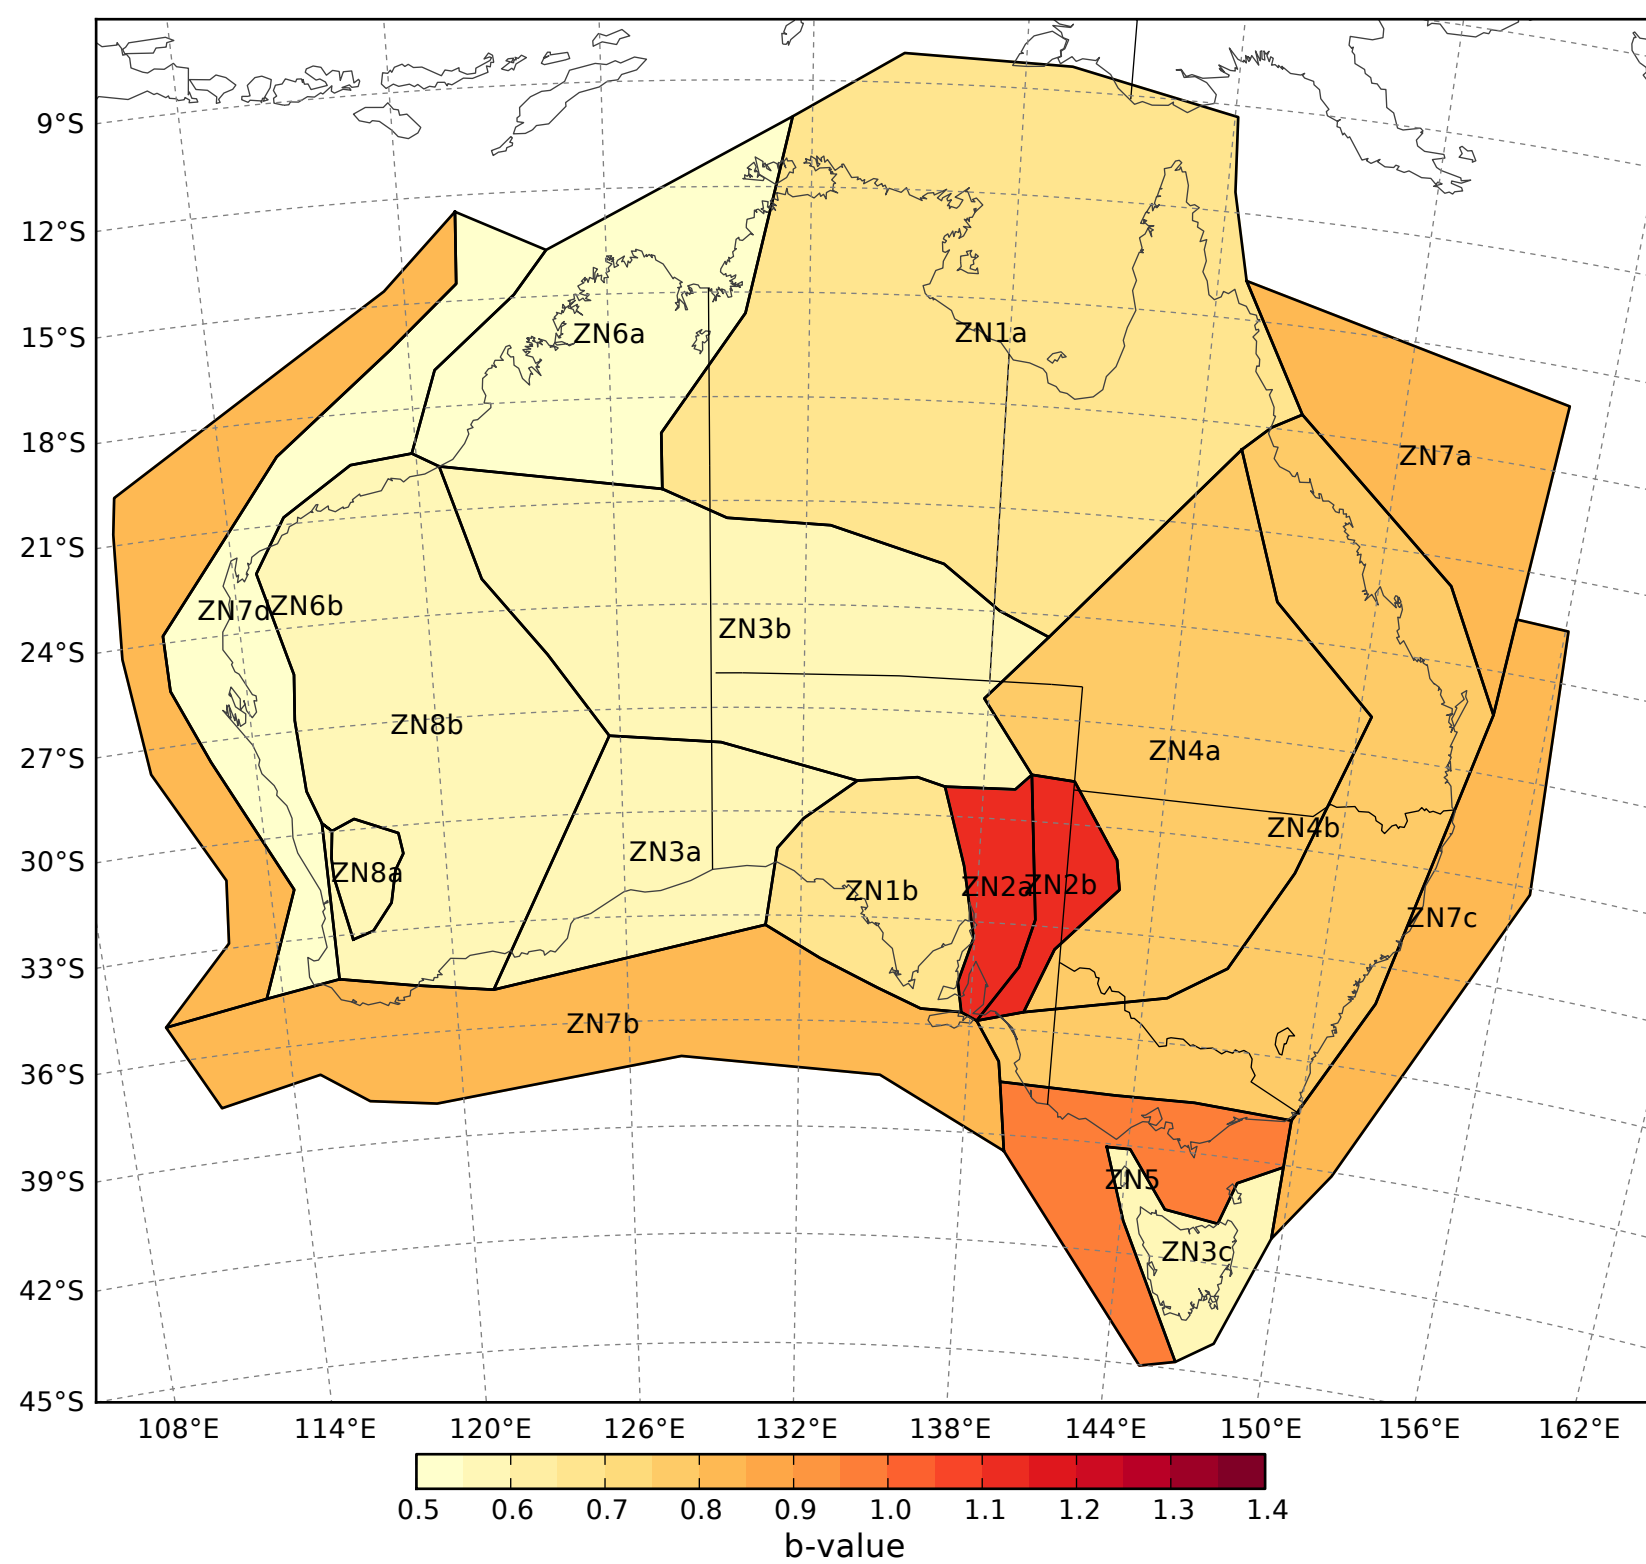 9°S
12°S
15°S
ZN6a
ZN1a
18°S
ZN7a
21°S
ZN7d
ZN6b
ZN3b
24°S
ZN8b
ZN4a
27°S
ZN4b
30°S
ZN3a
ZN8a
ZN1b
ZN2a
ZN2b
ZN7c
33°S
ZN7b
36°S
39°S
ZN5
ZN3c
42°S
45°S
108°E 114°E 120°E 126°E 132°E 138°E 144°E 150°E 156°E 162°E
0.5 0.6 0.7 0.8 0.9 1.0 1.1 1.2 1.3 1.4
b-value